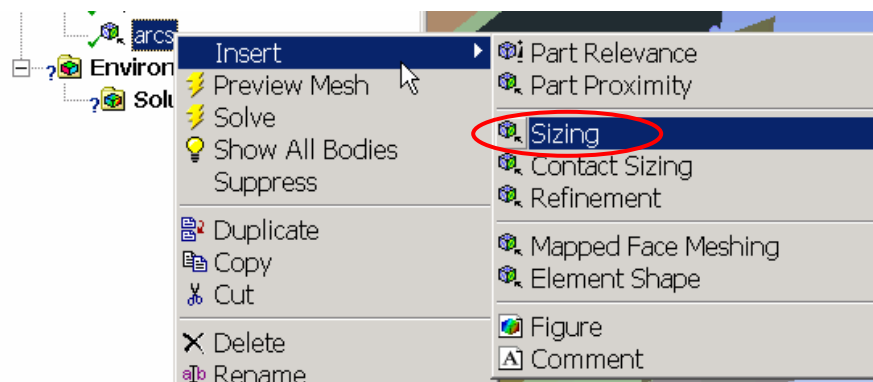 arcs
Environ
Solu
Insert
Preview Mesh
Solve
Show All Bodies
Suppress
Duplicate
Copy
Cut
Delete
Rename
Part Relevance
Part Proximity
Sizing
Contact Sizing
Refinement
Mapped Face Meshing
Element Shape
Figure
Comment